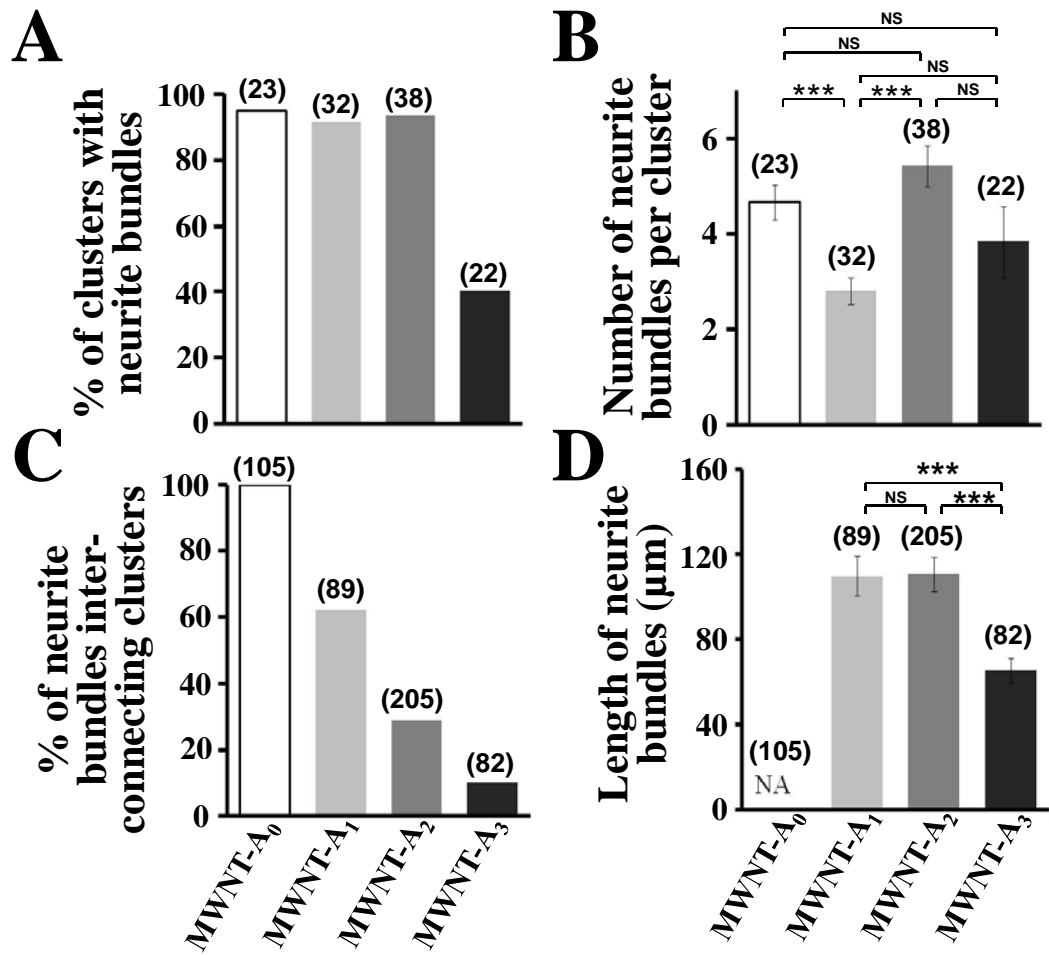 A
% of clusters with
neurite bundles
100
80
60
40
20
0
(23)
(32)
(38)
(22)
B
Number of neurite
bundles per cluster
6
4
2
0
NS
NS
NS
*** *** NS
(23)
(32)
(38)
(22)
C
% of neurite
bundles inter-
connecting clusters
100
80
60
40
20
0
(105)
(89)
(205)
(82)
MWNT-A0
MWNT-A1
MWNT-A2
MWNT-A3
D
Length of neurite
bundles (µm)
160
120
80
40
0
***
NS ***
(105)
NA
(89)
(205)
(82)
MWNT-A0
MWNT-A1
MWNT-A2
MWNT-A3